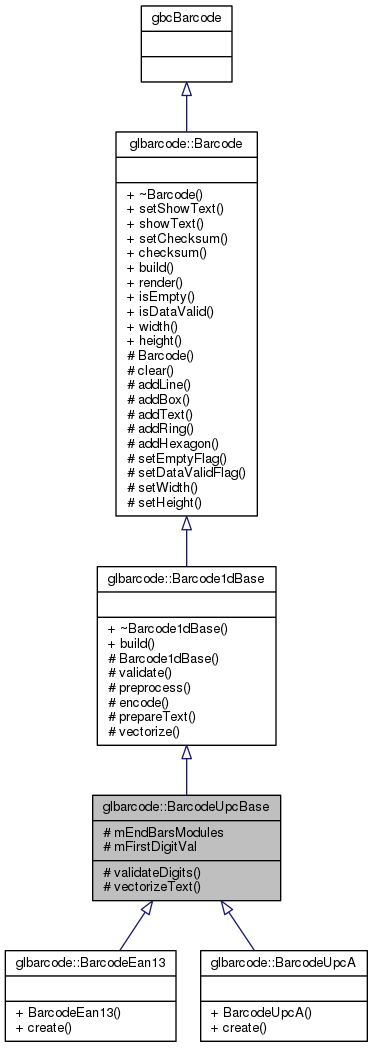 gbcBarcode
glbarcode::Barcode
+ ~Barcode()
+ setShowText()
+ showText()
+ setChecksum()
+ checksum()
+ build()
+ render()
+ isEmpty()
+ isDataValid()
+ width()
+ height()
# Barcode()
# clear()
# addLine()
# addBox()
# addText()
# addRing()
# addHexagon()
# setEmptyFlag()
# setDataValidFlag()
# setWidth()
# setHeight()
glbarcode::Barcode1dBase
+ ~Barcode1dBase()
+ build()
# Barcode1dBase()
# validate()
# preprocess()
# encode()
# prepareText()
# vectorize()
glbarcode::BarcodeUpcBase
# mEndBarsModules
# mFirstDigitVal
# validateDigits()
# vectorizeText()
glbarcode::BarcodeEan13
+ BarcodeEan13()
+ create()
glbarcode::BarcodeUpcA
+ BarcodeUpcA()
+ create()